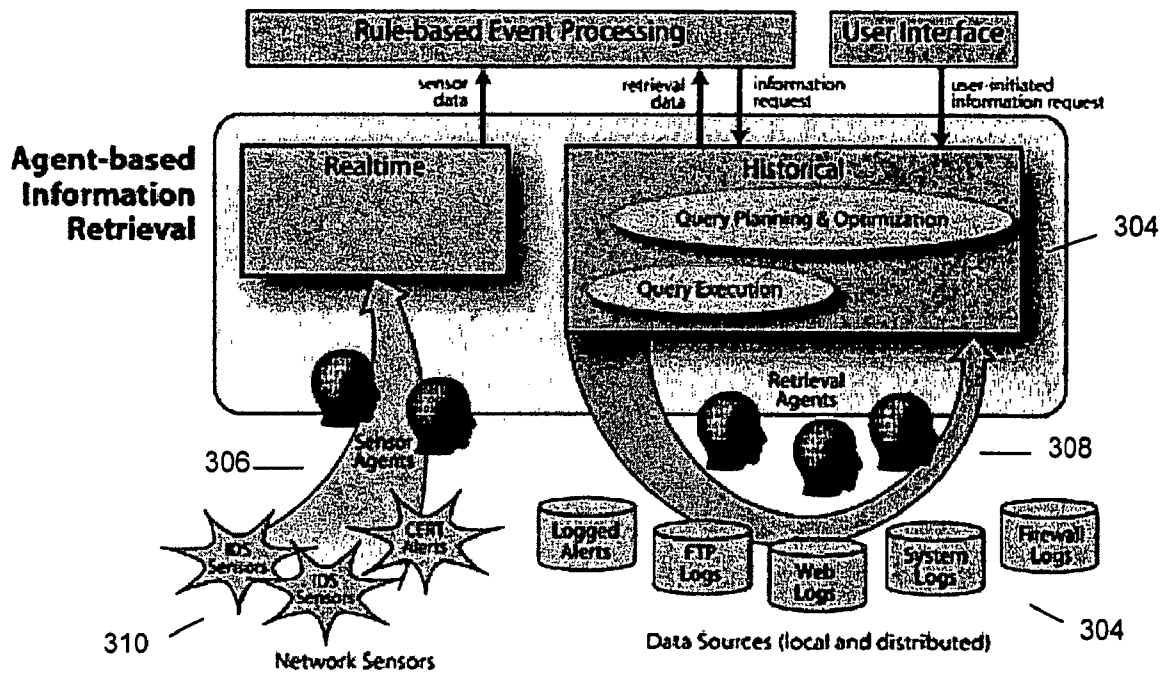 Rule-based Event Processing
User Interface
sensor
data
retrieval
data
information
request
user-initiated
information request
Agent-based
Information
Retrieval
Realtime
Historical
Query Planning & Optimization
304
Query Execution
Retrieval
Agents
Sensor
Agents
306
308
IDS
Sensors
IDS
Sensors
CERT
Alerts
Logged
Alerts
FTP
Logs
Web
Logs
System
Logs
Firewall
Logs
310
304
Network Sensors
Data Sources (local and distributed)